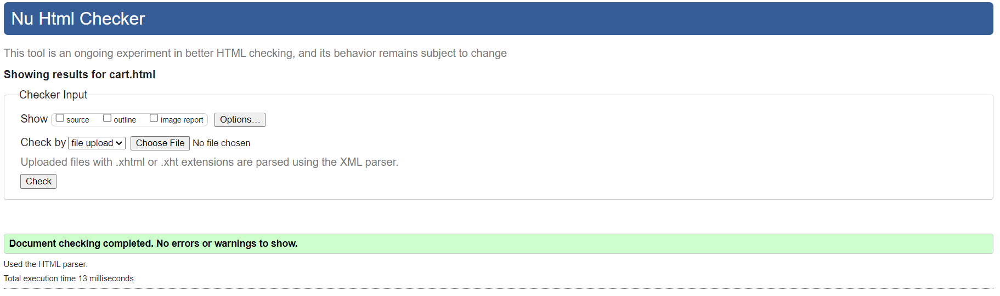 Nu Html Checker
This tool is an ongoing experiment in better HTML checking, and its behavior remains subject to change
Showing results for cart.html
Checker Input
Show source outline image report Options…
Check by file upload Choose File No file chosen
Uploaded files with .xhtml or .xht extensions are parsed using the XML parser.
Check
Document checking completed. No errors or warnings to show.
Used the HTML parser.
Total execution time 13 milliseconds.